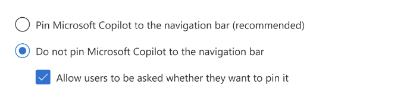 Pin Microsoft Copilot to the navigation bar (recommended)
Do not pin Microsoft Copilot to the navigation bar
Allow users to be asked whether they want to pin it